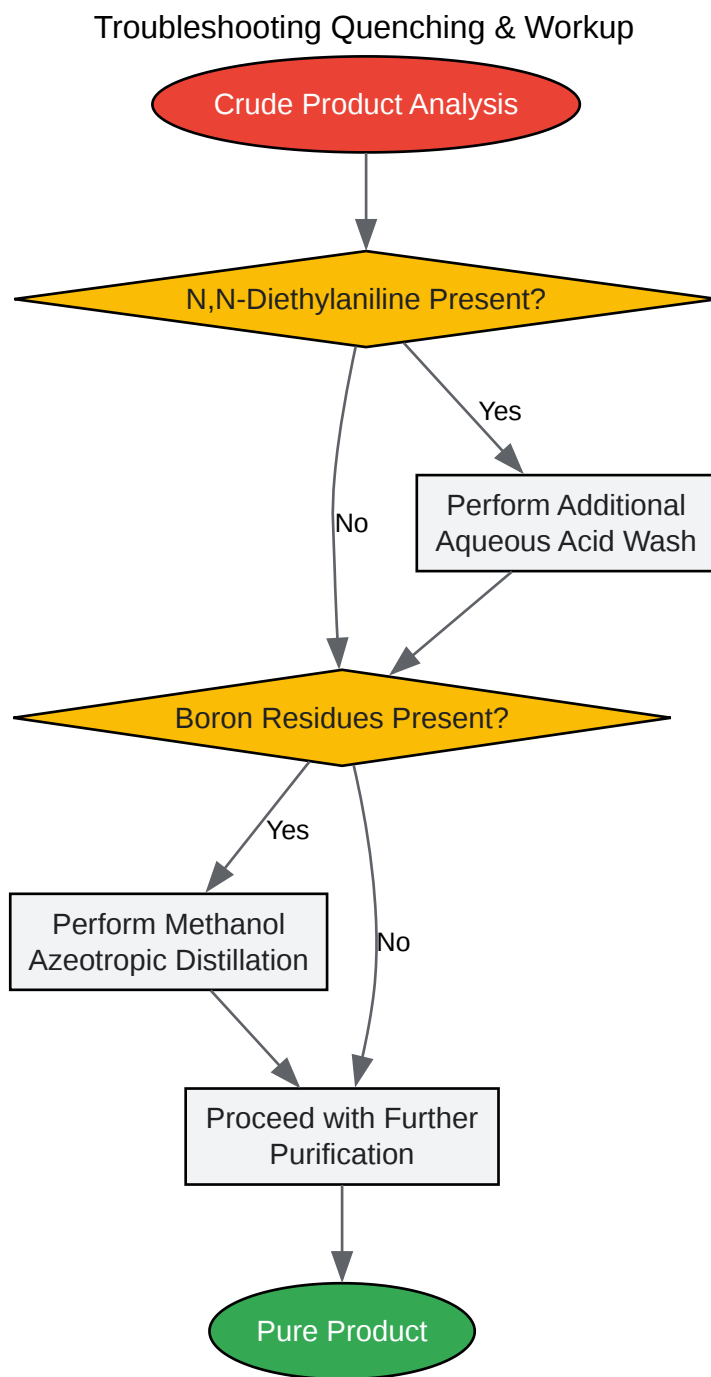 Troubleshooting Quenching & Workup
Crude Product Analysis
N,N-Diethylaniline Present?
Yes
Perform Additional
Aqueous Acid Wash
No
Boron Residues Present?
Yes
Perform Methanol
Azeotropic Distillation
No
Proceed with Further
Purification
Pure Product